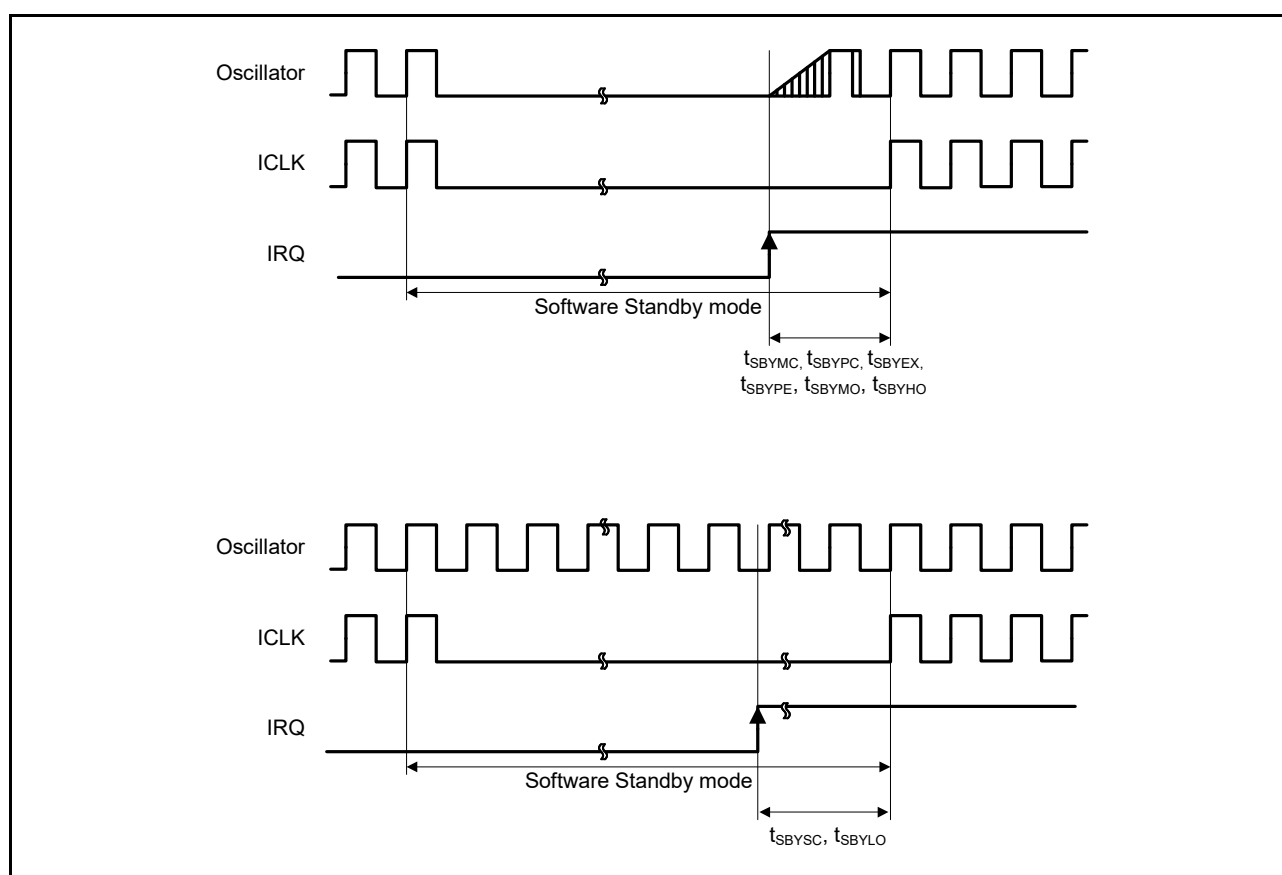 Oscillator
ICLK
IRQ
Software Standby mode
tSBYMC, tSBYPC, tSBYEX,
tSBYPE, tSBYMO, tSBYHO
Oscillator
ICLK
IRQ
Software Standby mode
tSBYSC, tSBYLO